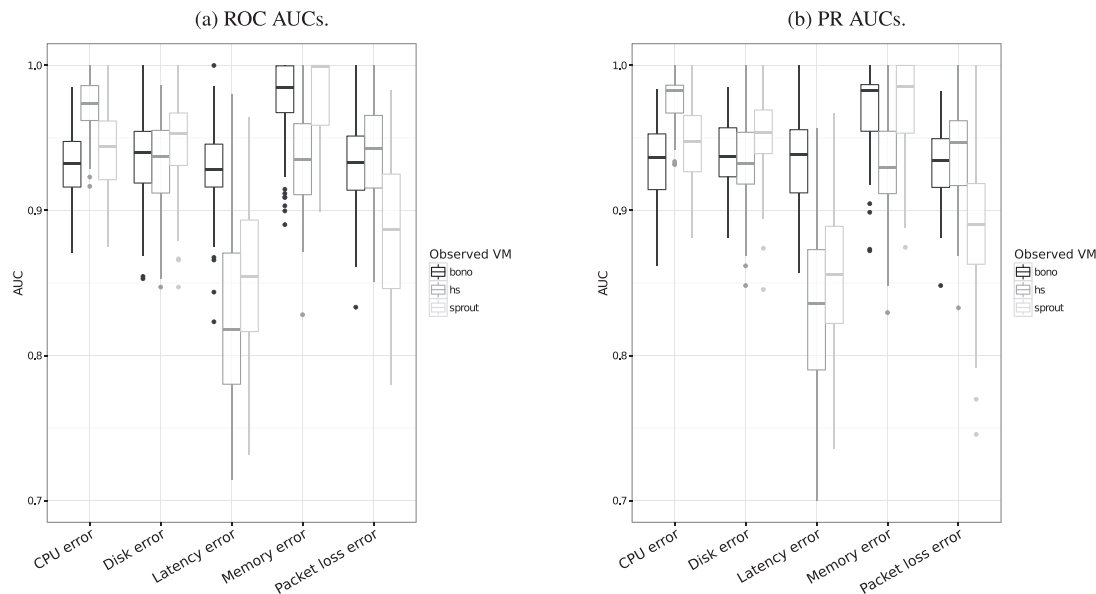 (a) ROC AUCs.
1.0
0.9
0.8
0.7
AUC
CPU error
Disk error
Latency error
Memory error
Packet loss error
Observed VM
bono
hs
sprout
(b) PR AUCs.
1.0
0.9
0.8
0.7
AUC
CPU error
Disk error
Latency error
Memory error
Packet loss error
Observed VM
bono
hs
sprout